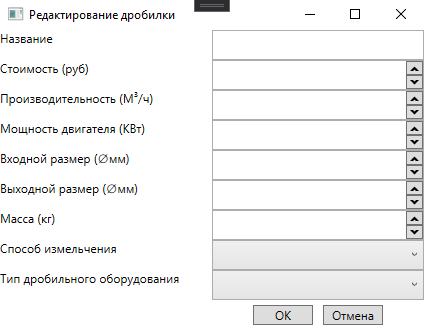 Редактирование дробилки
Название
Стоимость (руб)
Производительность (М³/ч)
Мощность двигателя (КВт)
Входной размер (∅мм)
Выходной размер (∅мм)
Масса (кг)
Способ измельчения
Тип дробильного оборудования
ОК Отмена